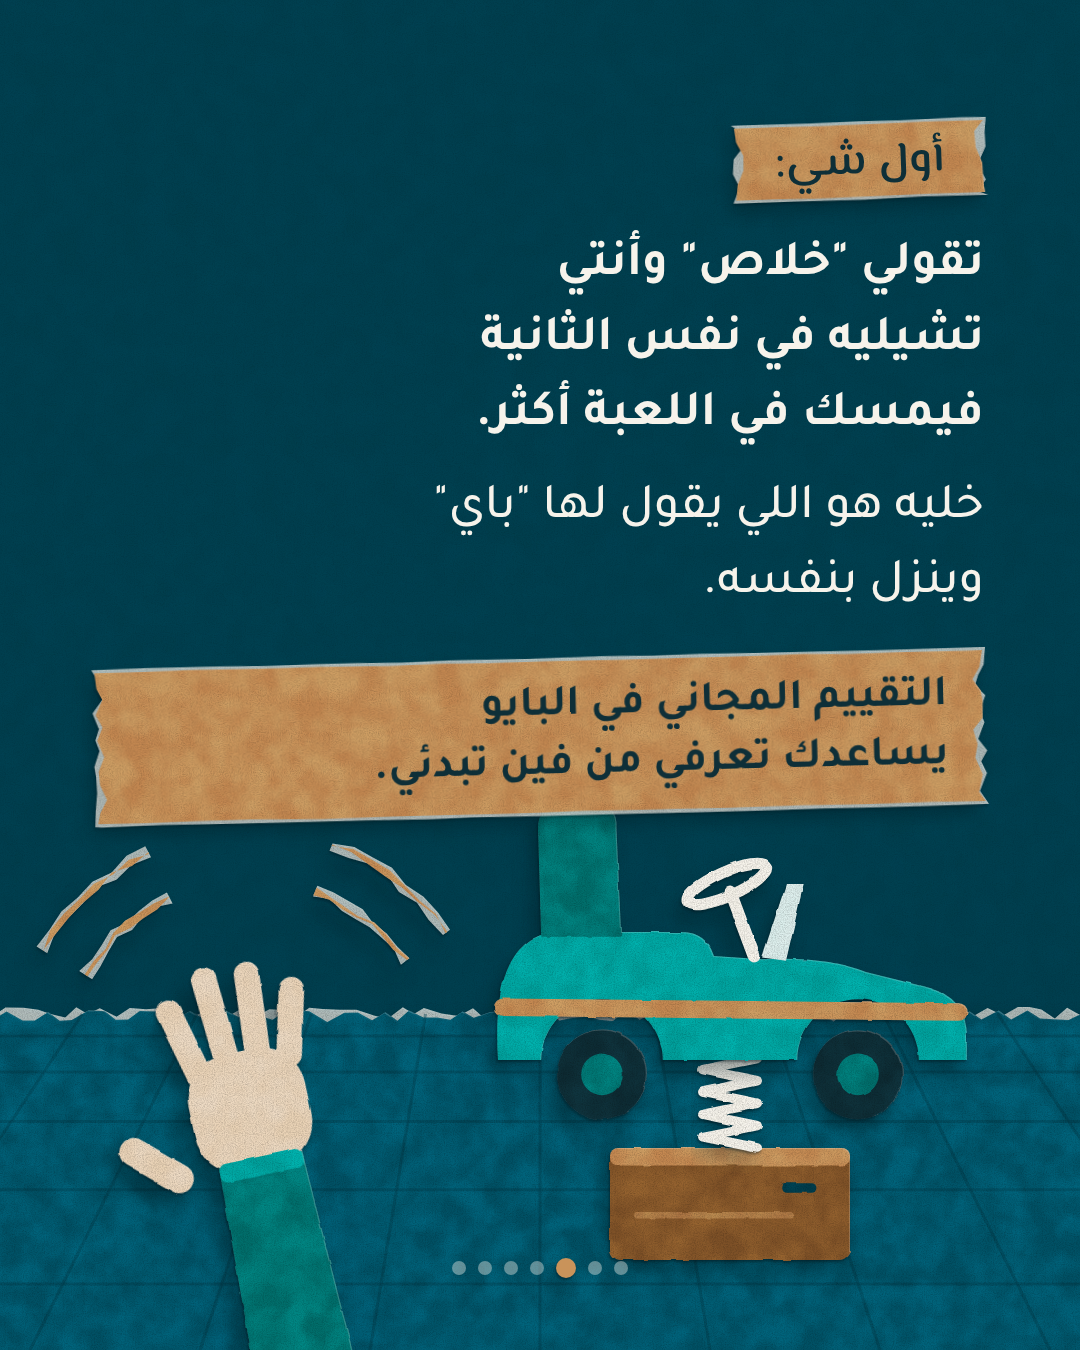 أول شي:
تقولي "خلاص" وأنتي
تشيليه في نفس الثانية
فيمسك في اللعبة أكثر.
خليه هو اللي يقول لها "باي"
وينزل بنفسه.
التقييم المجاني في البايو
يساعدك تعرفي من فين تبدئي.